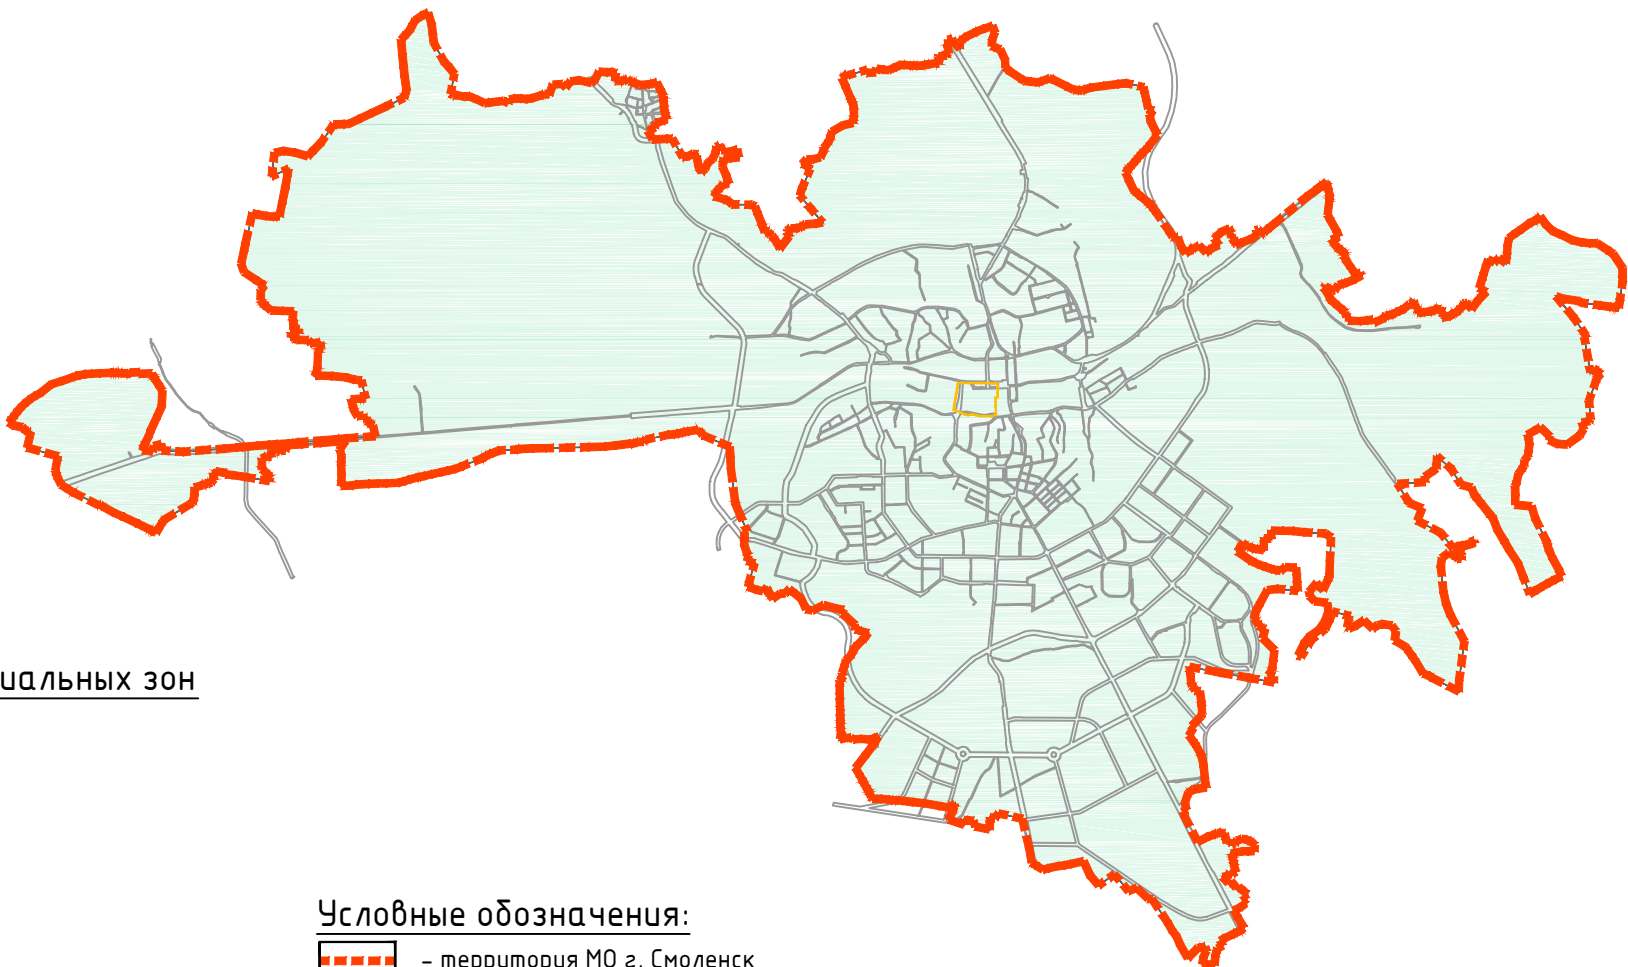 иальных зон
Условные обозначения:
- территория МО г. Смоленск